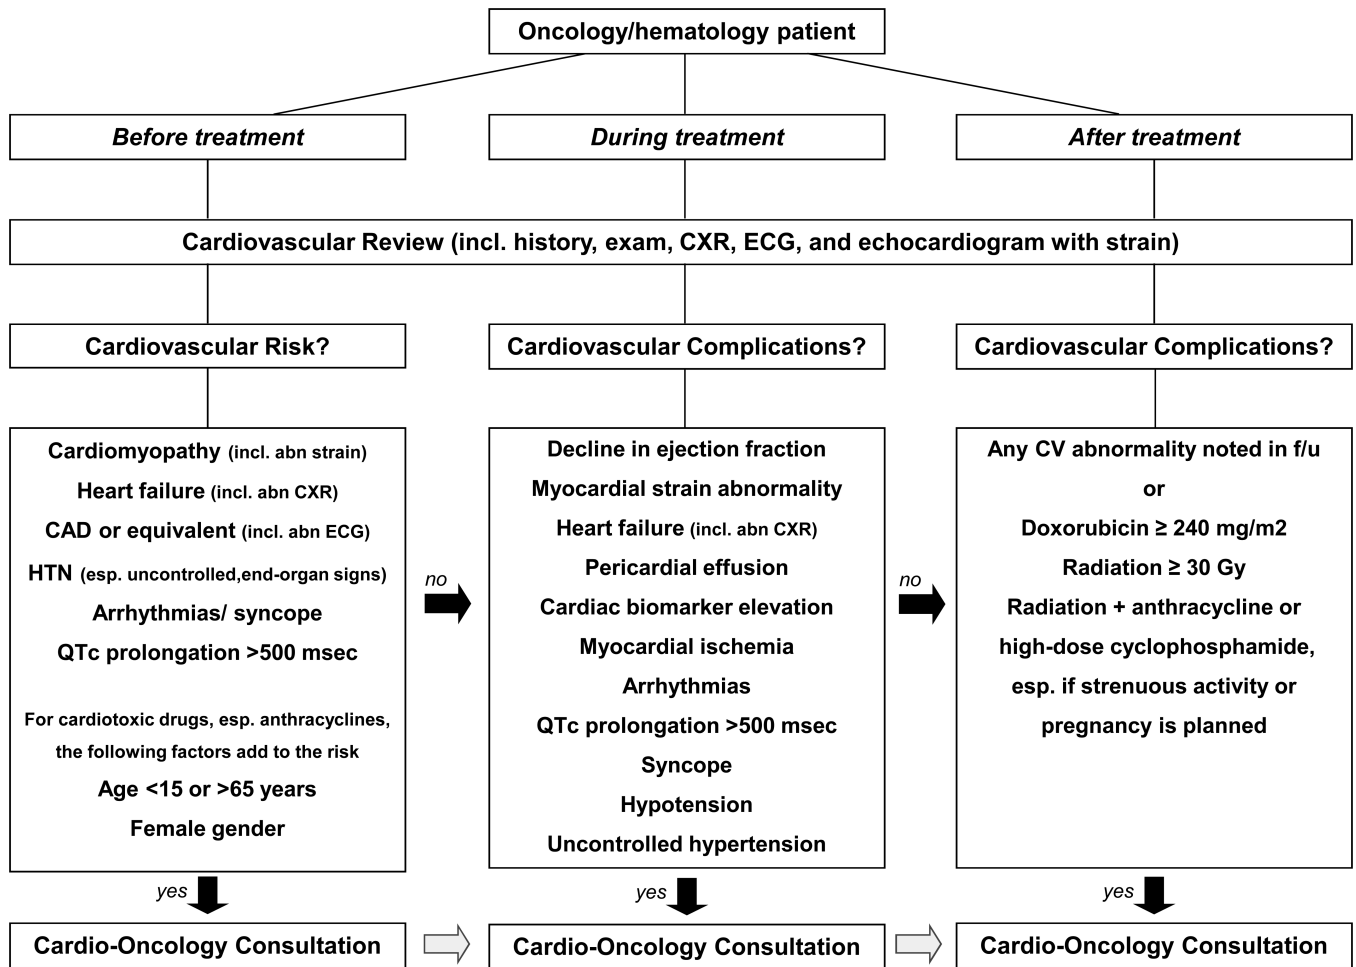 Oncology/hematology patient
Before treatment
During treatment
After treatment
Cardiovascular Review (incl. history, exam, CXR, ECG, and echocardiogram with strain)
Cardiovascular Risk?
Cardiovascular Complications?
Cardiovascular Complications?
Cardiomyopathy (incl. abn strain)
Heart failure (incl. abn CXR)
CAD or equivalent (incl. abn ECG)
HTN (esp. uncontrolled,end-organ signs)
Arrhythmias/ syncope
QTc prolongation >500 msec
For cardiotoxic drugs, esp. anthracyclines,
the following factors add to the risk
Age <15 or >65 years
Female gender
no
Decline in ejection fraction
Myocardial strain abnormality
Heart failure (incl. abn CXR)
Pericardial effusion
Cardiac biomarker elevation
Myocardial ischemia
Arrhythmias
QTc prolongation >500 msec
Syncope
Hypotension
Uncontrolled hypertension
no
Any CV abnormality noted in f/u
or
Doxorubicin ≥ 240 mg/m2
Radiation ≥ 30 Gy
Radiation + anthracycline or
high-dose cyclophosphamide,
esp. if strenuous activity or
pregnancy is planned
yes
yes
yes
Cardio-Oncology Consultation
Cardio-Oncology Consultation
Cardio-Oncology Consultation